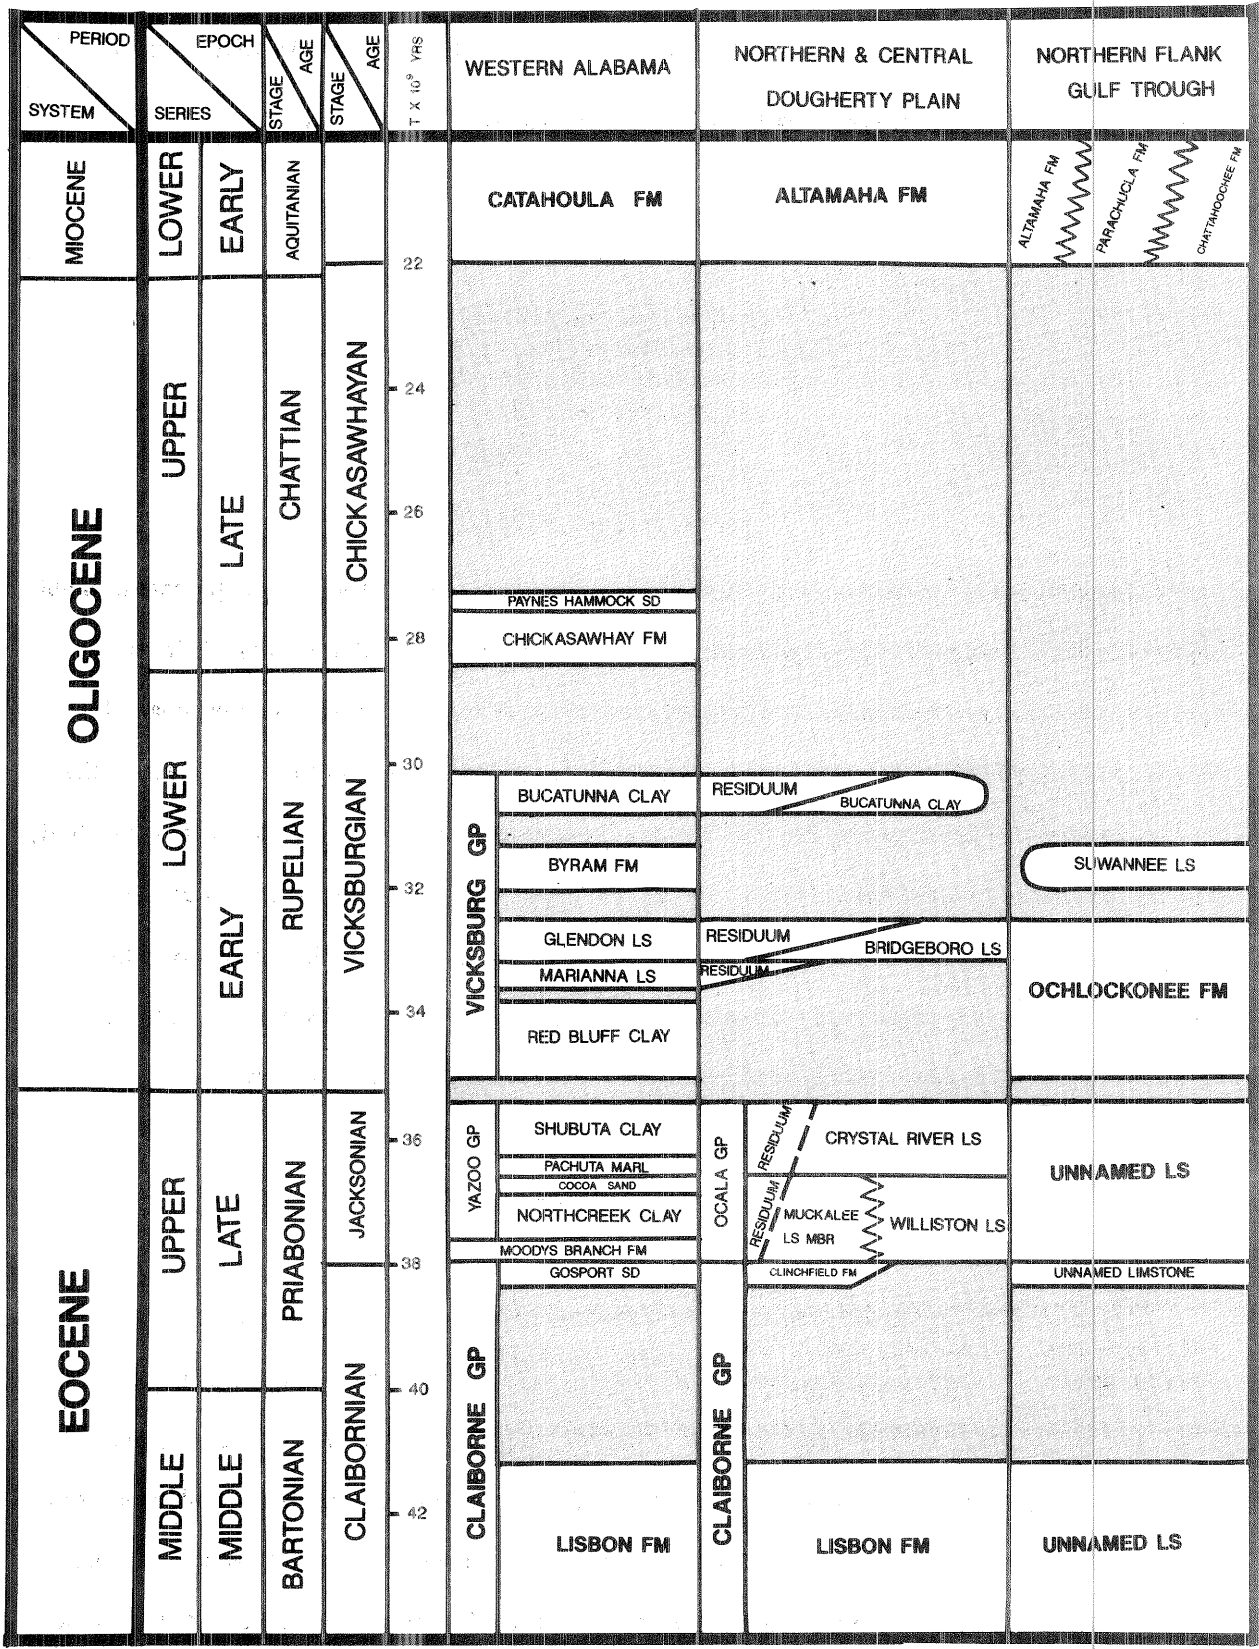 PERIOD
SYSTEM
EPOCH
SERIES
AGE
STAGE
AGE
STAGE
T X 10⁹ YRS
WESTERN ALABAMA
NORTHERN & CENTRAL
DOUGHERTY PLAIN
NORTHERN FLANK
GULF TROUGH
MIOCENE
LOWER
EARLY
AQUITANIAN
CATAHOULA FM
ALTAMAHA FM
ALTAMAHA FM
PARACHUCLA FM
CHATTAHOOCHEE FM
22
OLIGOCENE
UPPER
LATE
CHATTIAN
CHICKASAWHAYAN
24
26
28
PAYNES HAMMOCK SD
CHICKASAWHAY FM
LOWER
EARLY
RUPELIAN
VICKSBURGIAN
30
32
34
VICKSBURG GP
BUCATUNNA CLAY
BYRAM FM
GLENDON LS
MARIANNA LS
RED BLUFF CLAY
RESIDUUM
BUCATUNNA CLAY
RESIDUUM
BRIDGEBORO LS
RESIDUUM
SUWANNEE LS
OCHLOCKONEE FM
EOCENE
UPPER
LATE
PRIABONIAN
JACKSONIAN
36
38
YAZOO GP
SHUBUTA CLAY
PACHUTA MARL
COCOA SAND
NORTHCREEK CLAY
MOODYS BRANCH FM
GOSPORT SD
OCALA GP
RESIDUUM
CRYSTAL RIVER LS
RESIDUUM
MUCKALEE
LS MBR
WILLISTON LS
CLINCHFIELD FM
UNNAMED LS
UNNAMED LIMSTONE
MIDDLE
MIDDLE
BARTONIAN
CLAIBORNIAN
40
42
CLAIBORNE GP
LISBON FM
CLAIBORNE GP
LISBON FM
UNNAMED LS